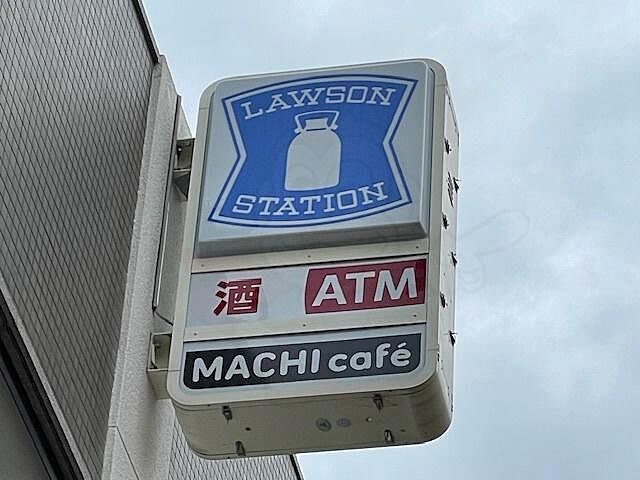 LAWSON
STATION
酒 ATM
MACHI café